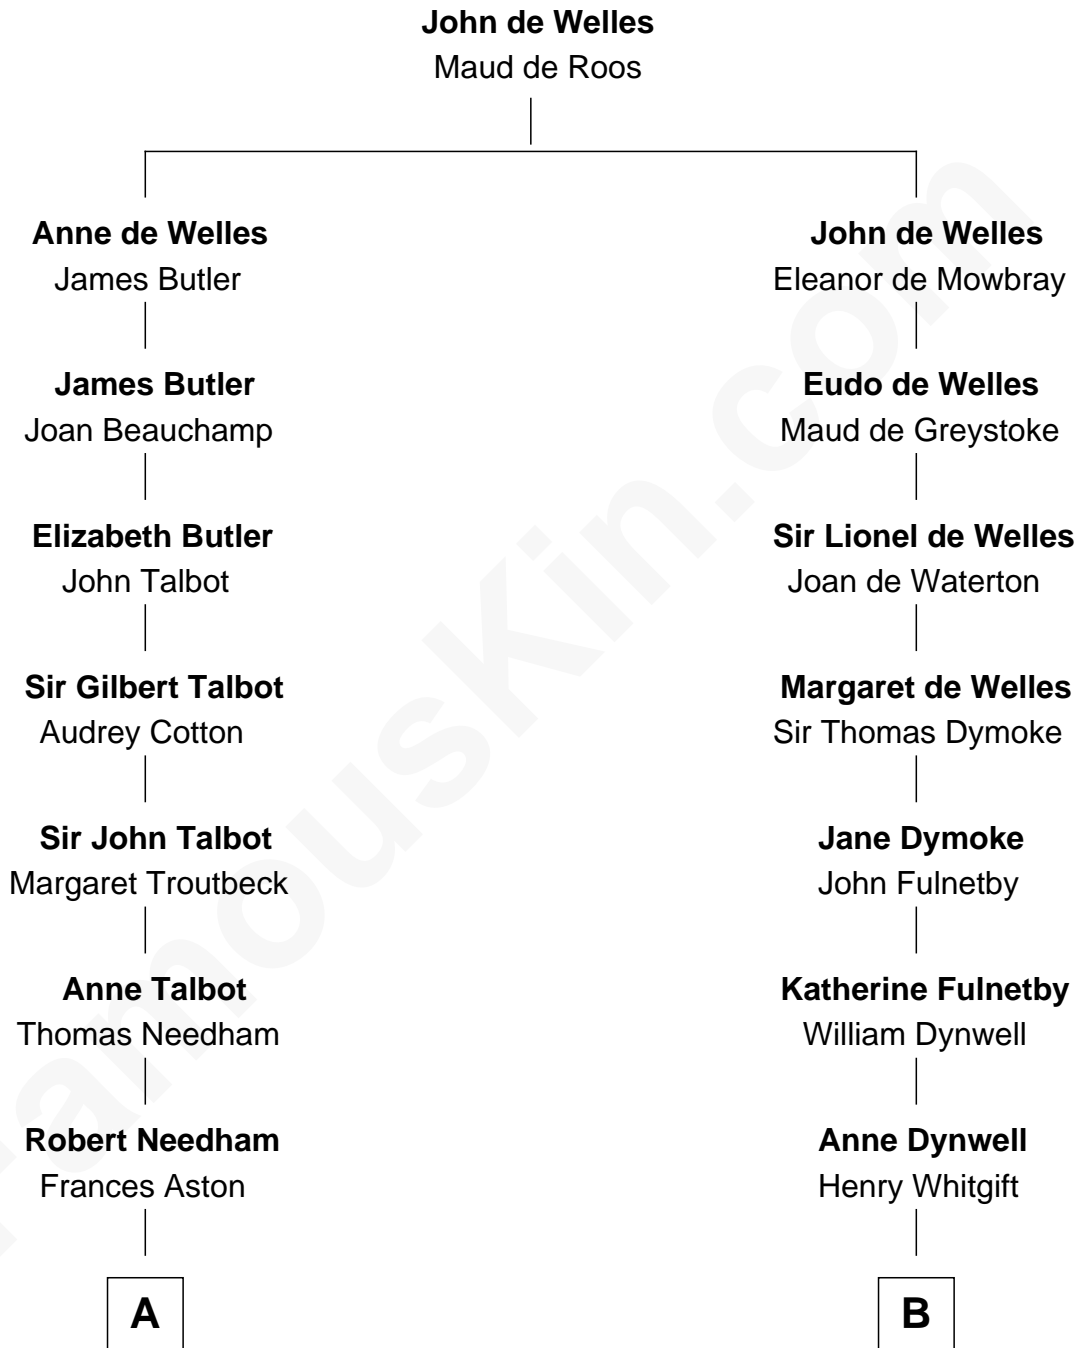 John de Welles
Maud de Roos
Anne de Welles
James Butler
John de Welles
Eleanor de Mowbray
James Butler
Joan Beauchamp
Eudo de Welles
Maud de Greystoke
Elizabeth Butler
John Talbot
Sir Lionel de Welles
Joan de Waterton
Sir Gilbert Talbot
Audrey Cotton
Margaret de Welles
Sir Thomas Dymoke
Sir John Talbot
Margaret Troutbeck
Jane Dymoke
John Fulnetby
Anne Talbot
Thomas Needham
Katherine Fulnetby
William Dynwell
Robert Needham
Frances Aston
Anne Dynwell
Henry Whitgift
A
B
FamousKin.com